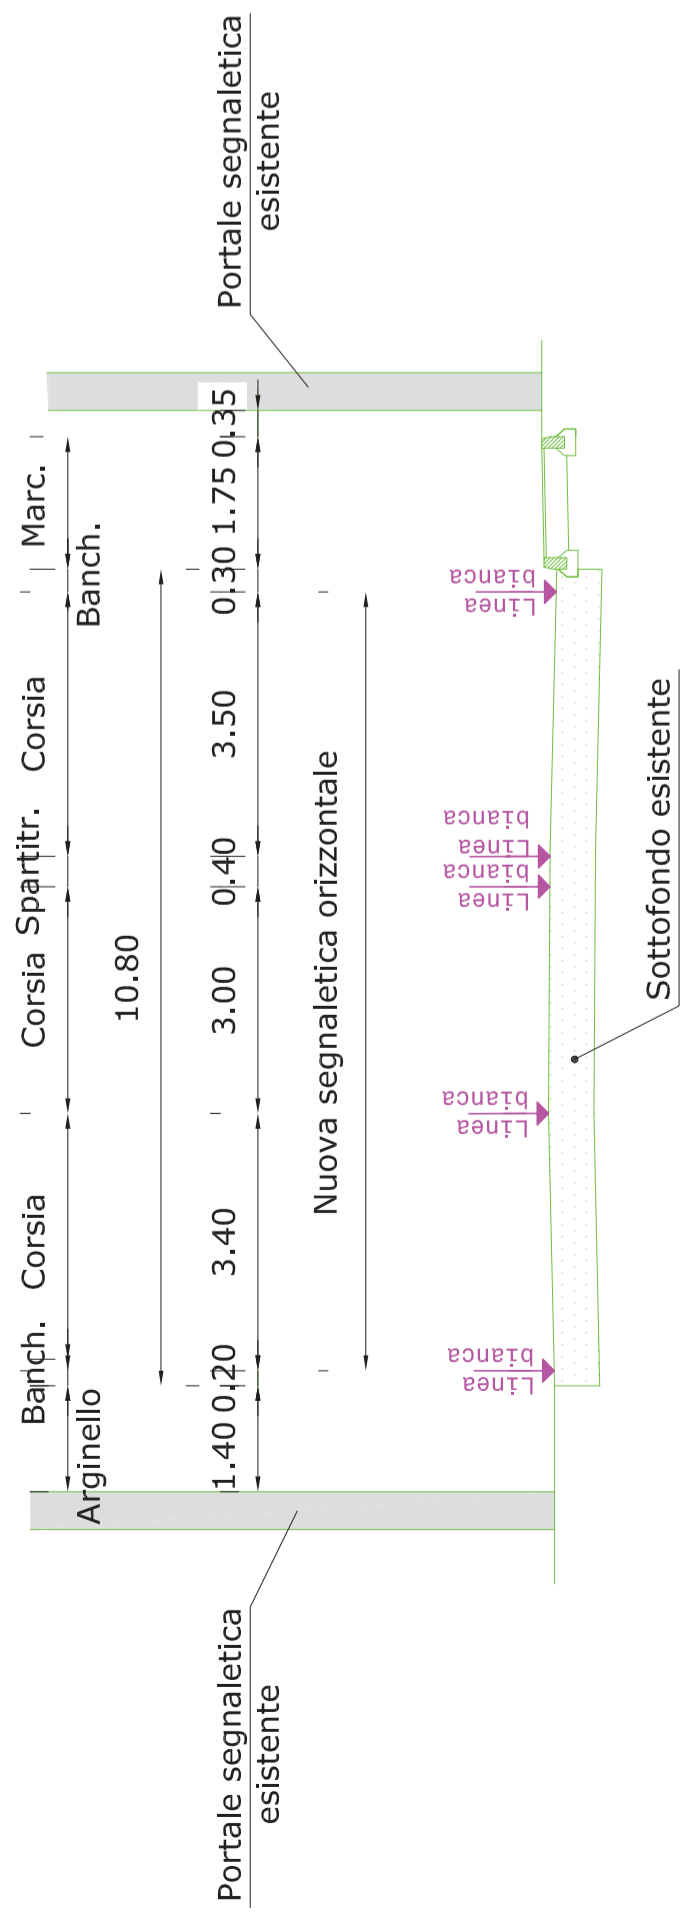 Arginello
Banch.
Corsia
Corsia
Spartitr.
Corsia
Banch.
Marc.
10.80
1.40
0.20
3.40
3.00
0.40
3.50
0.30
1.75
0.35
Nuova segnaletica orizzontale
Portale segnaletica
esistente
Portale segnaletica
esistente
Linea
bianca
Linea
bianca
Linea
bianca
Linea
bianca
Linea
bianca
Sottofondo esistente